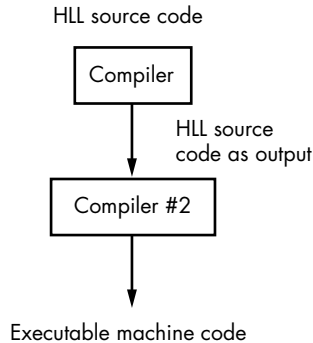 HLL source code
Compiler
HLL source
code as output
Compiler #2
Executable machine code